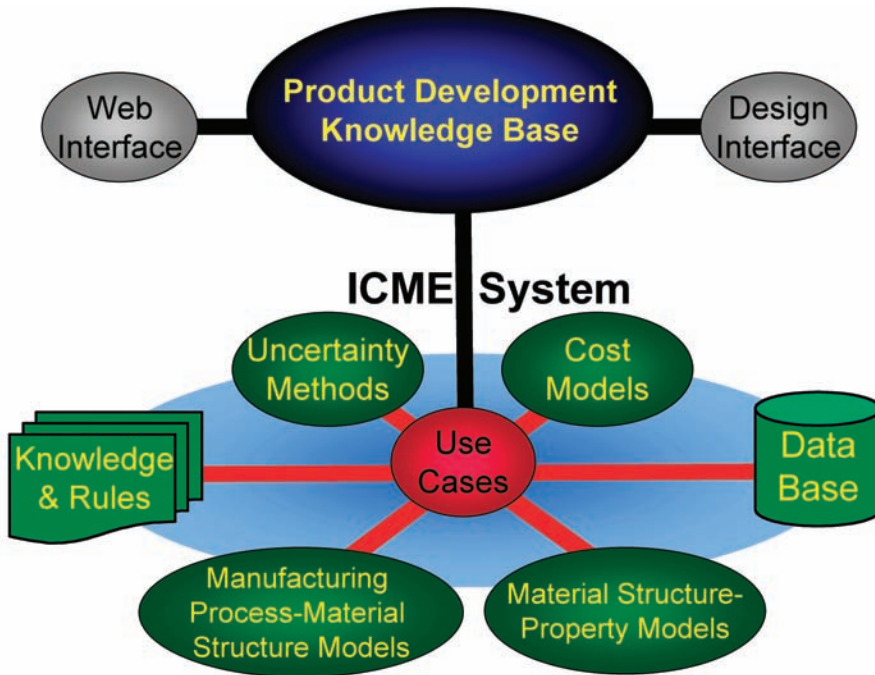 Product Development
Knowledge Base
Web
Interface
Design
Interface
ICME System
Uncertainty
Methods
Cost
Models
Knowledge
& Rules
Use
Cases
Data
Base
Manufacturing
Process-Material
Structure Models
Material Structure-
Property Models